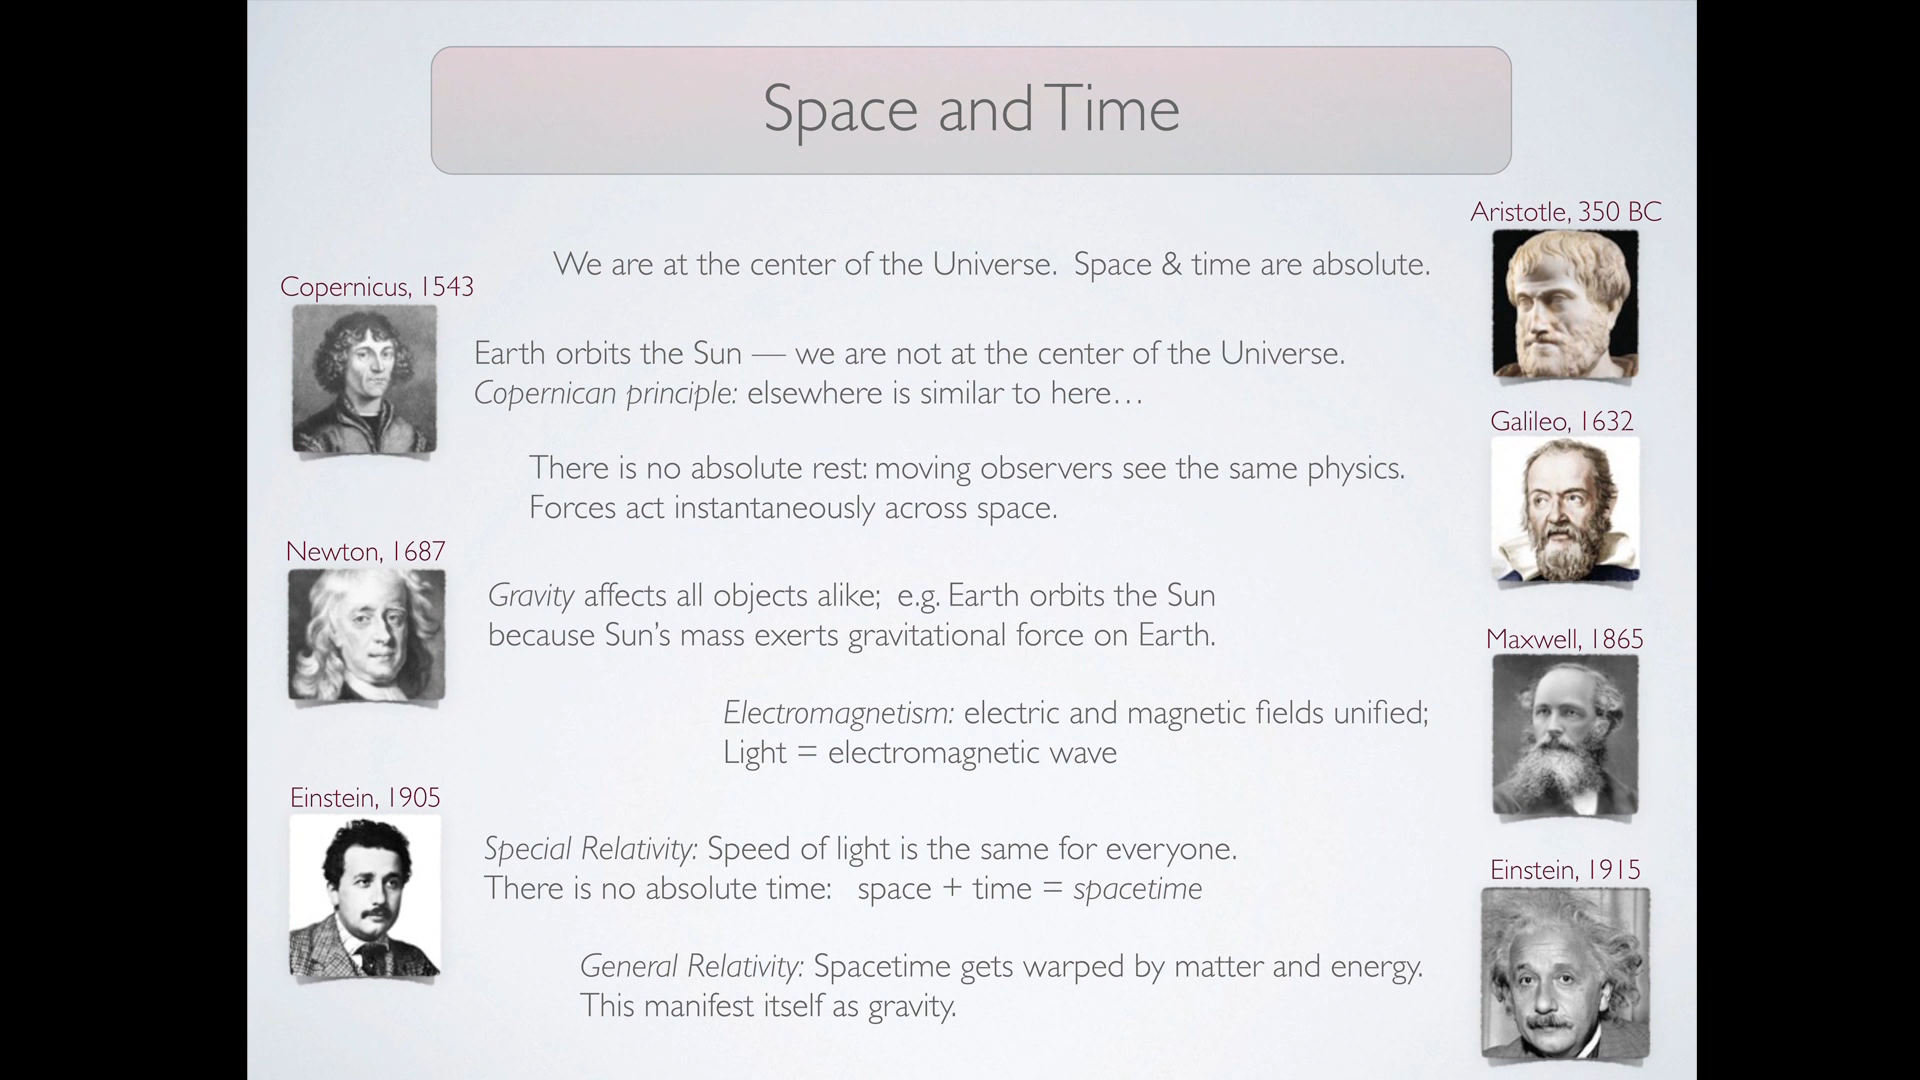 Space and Time
Aristotle, 350 BC
We are at the center of the Universe. Space & time are absolute.
Copernicus, 1543
Earth orbits the Sun — we are not at the center of the Universe.
Copernican principle: elsewhere is similar to here…
Galileo, 1632
There is no absolute rest: moving observers see the same physics.
Forces act instantaneously across space.
Newton, 1687
Gravity affects all objects alike; e.g. Earth orbits the Sun
because Sun's mass exerts gravitational force on Earth.
Maxwell, 1865
Electromagnetism: electric and magnetic fields unified;
Light = electromagnetic wave
Einstein, 1905
Special Relativity: Speed of light is the same for everyone.
There is no absolute time: space + time = spacetime
Einstein, 1915
General Relativity: Spacetime gets warped by matter and energy.
This manifest itself as gravity.